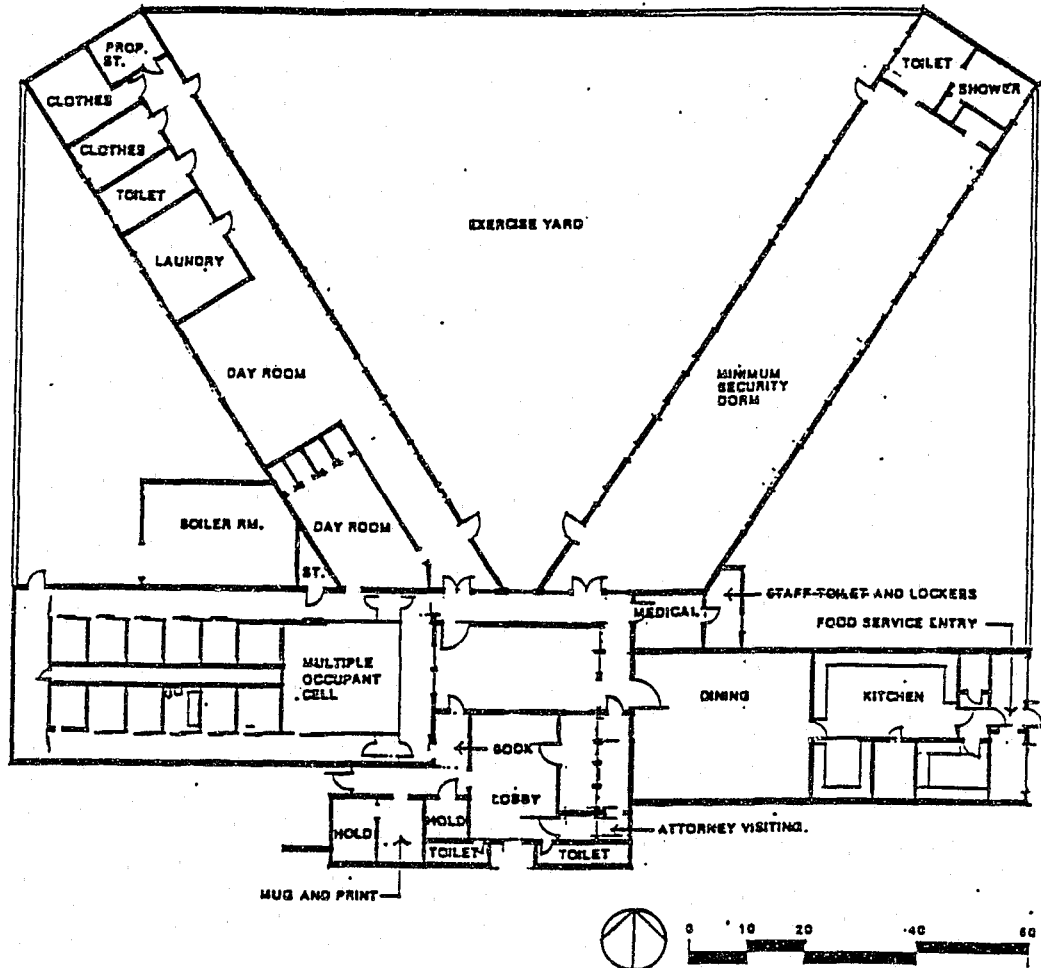 PROP.
ST.
TOILET
SHOWER
CLOTHES
CLOTHES
TOILET
EXERCISE YARD
LAUNDRY
DAY ROOM
MINIMUM
SECURITY
DORM
BOILER RM.
DAY ROOM
ST.
STAFF TOILET AND LOCKERS
MEDICAL
FOOD SERVICE ENTRY
MULTIPLE
OCCUPANT
CELL
DINING
KITCHEN
BOOK
LOBBY
HOLD
HOLD
ATTORNEY VISITING.
TOILET
TOILET
MUG AND PRINT
0 10 20 40 60